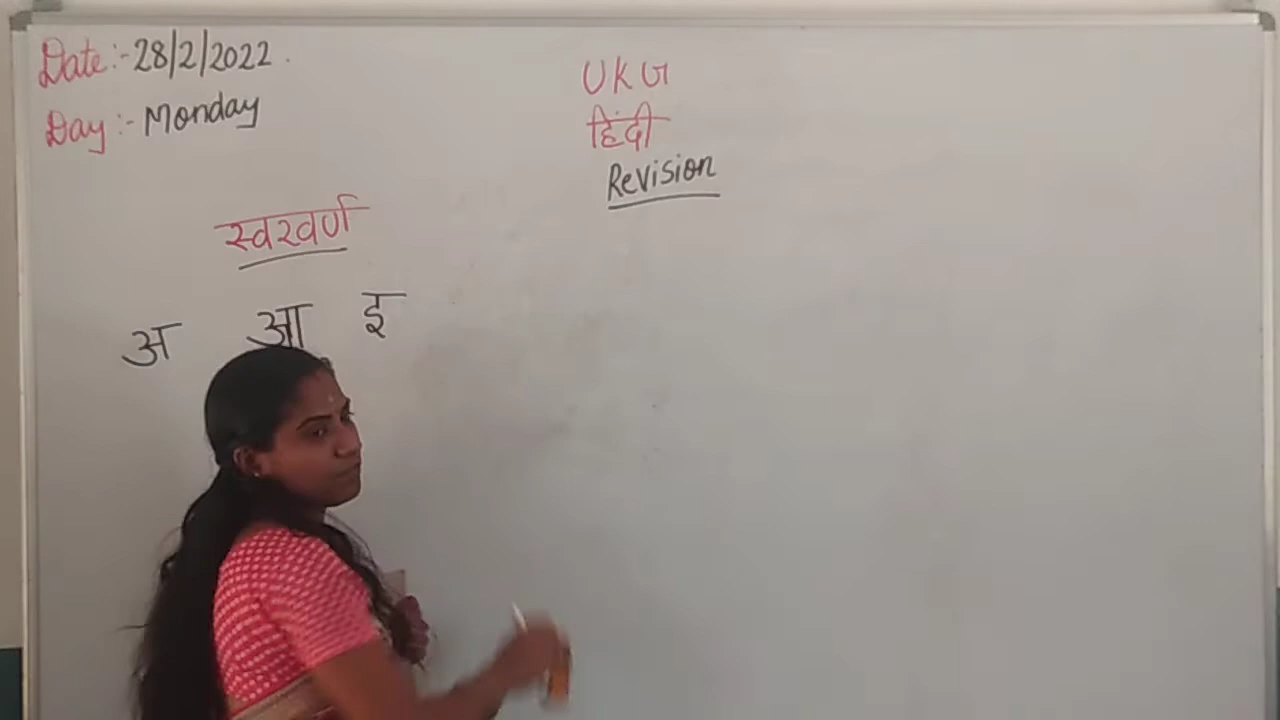 Date:- 28/2/2022.
Day:- Monday
UKG
हिंदी
Revision
स्वरवर्ण
अ आ इ